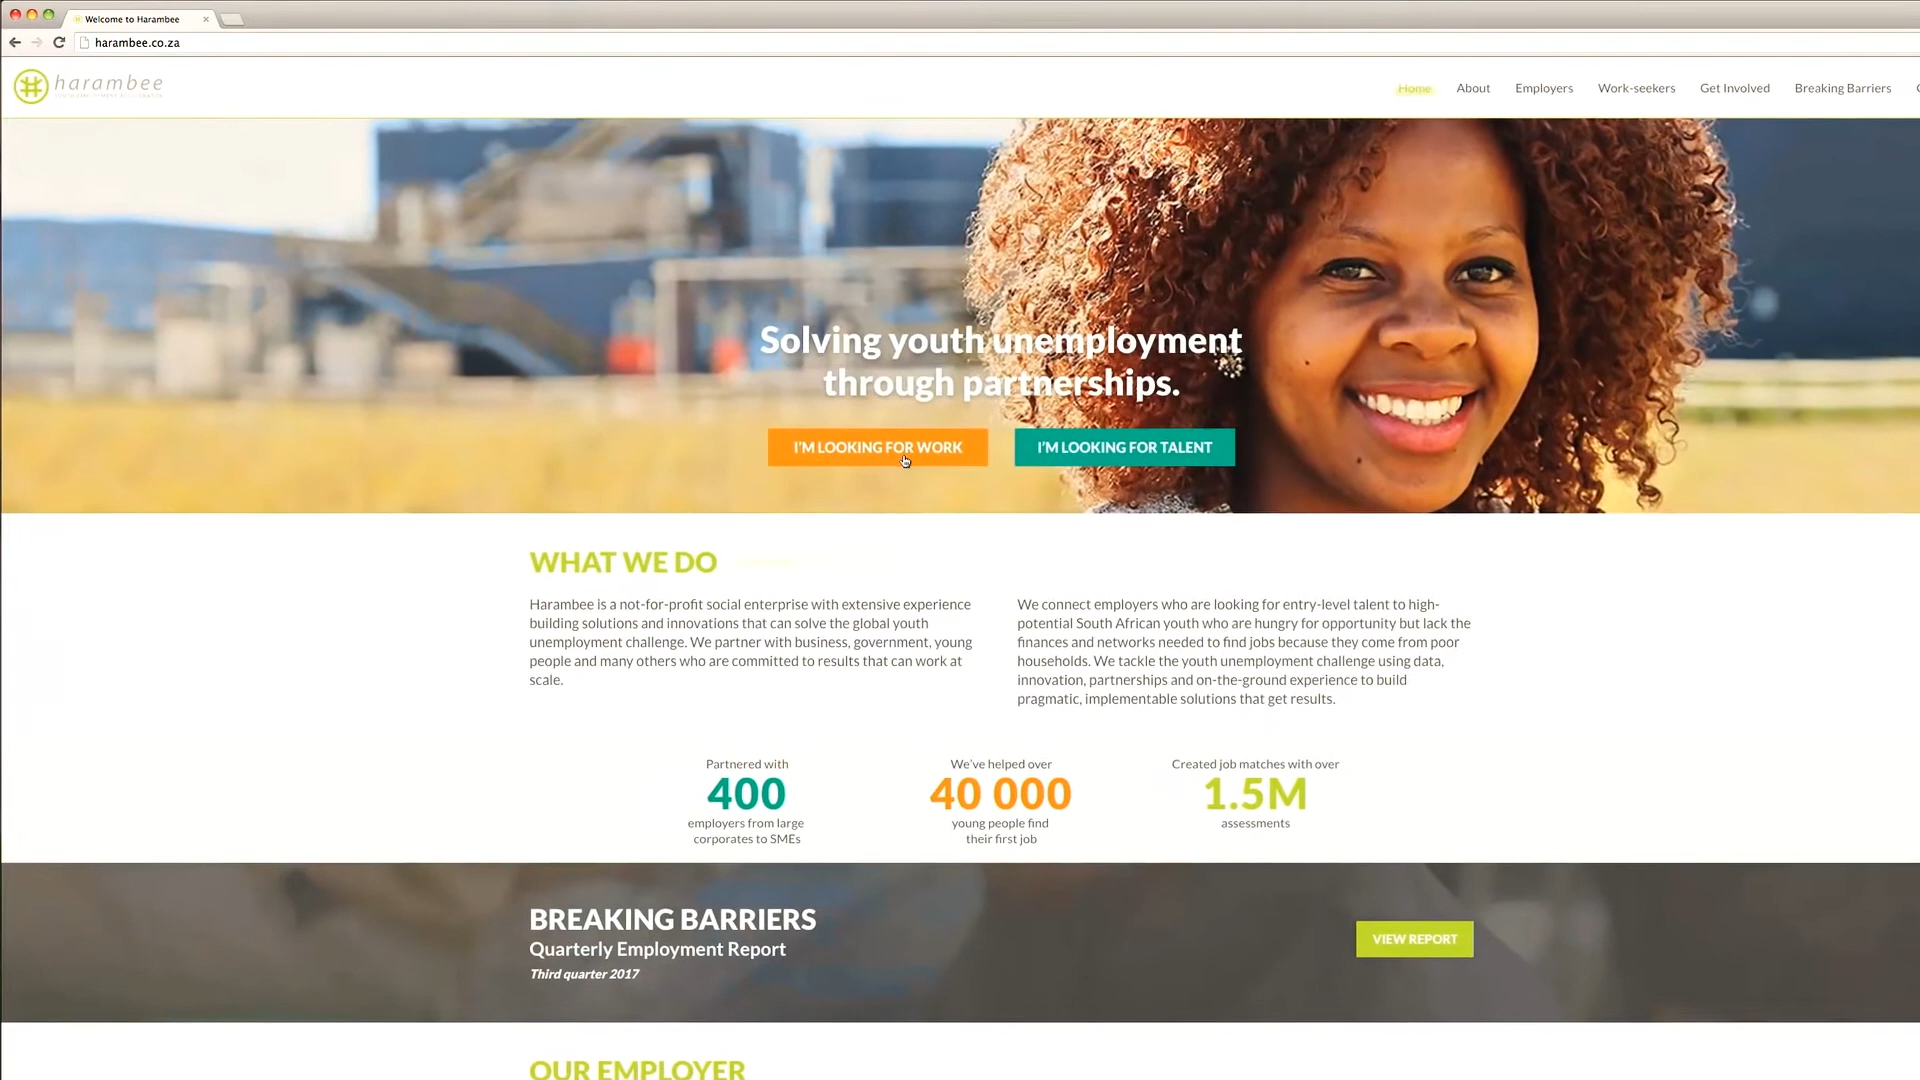 Welcome to Harambee
harambee.co.za
harambee
Home About Employers Work-seekers Get Involved Breaking Barriers
Solving youth unemployment
through partnerships.
I'M LOOKING FOR WORK
I'M LOOKING FOR TALENT
WHAT WE DO
Harambee is a not-for-profit social enterprise with extensive experience
building solutions and innovations that can solve the global youth
unemployment challenge. We partner with business, government, young
people and many others who are committed to results that can work at
scale.
We connect employers who are looking for entry-level talent to high-
potential South African youth who are hungry for opportunity but lack the
finances and networks needed to find jobs because they come from poor
households. We tackle the youth unemployment challenge using data,
innovation, partnerships and on-the-ground experience to build
pragmatic, implementable solutions that get results.
Partnered with
400
employers from large
corporates to SMEs
We've helped over
40 000
young people find
their first job
Created job matches with over
1.5M
assessments
BREAKING BARRIERS
Quarterly Employment Report
Third quarter 2017
VIEW REPORT
OUR EMPLOYER